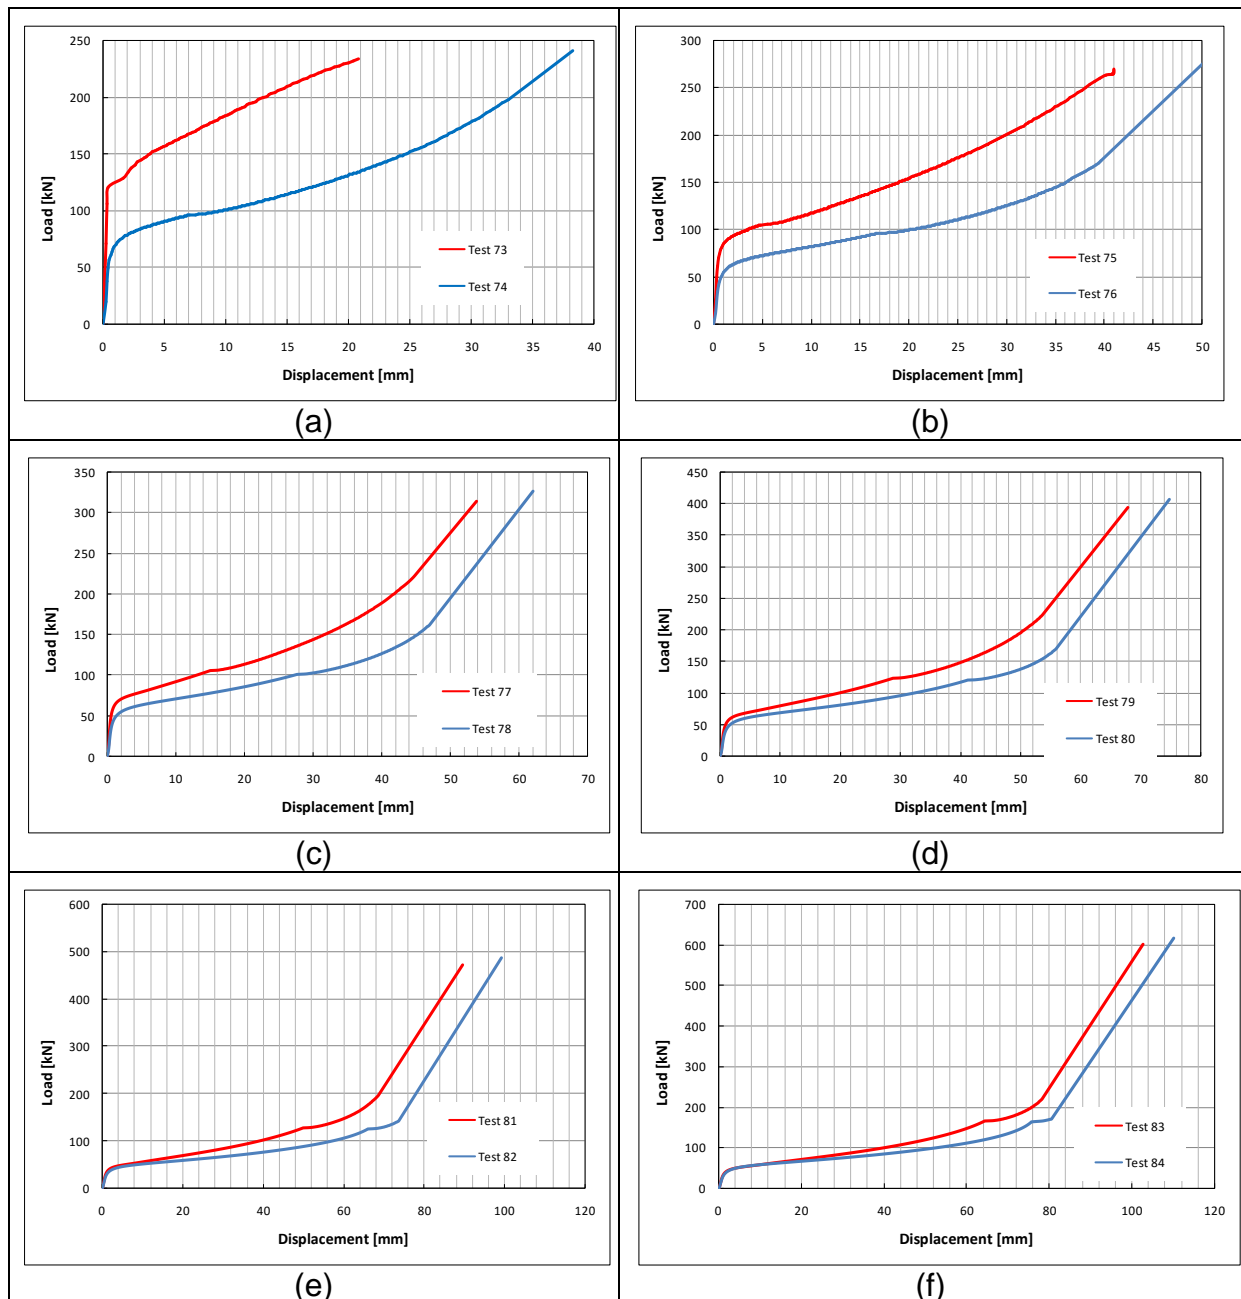 250
200
150
100
50
0
Load [kN]
Test 73
Test 74
0 5 10 15 20 25 30 35 40
Displacement [mm]
(a)
300
250
200
150
100
50
0
Load [kN]
Test 75
Test 76
0 5 10 15 20 25 30 35 40 45 50
Displacement [mm]
(b)
350
300
250
200
150
100
50
0
Load [kN]
Test 77
Test 78
0 10 20 30 40 50 60 70
Displacement [mm]
(c)
450
400
350
300
250
200
150
100
50
0
Load [kN]
Test 79
Test 80
0 10 20 30 40 50 60 70 80
Displacement [mm]
(d)
600
500
400
300
200
100
0
Load [kN]
Test 81
Test 82
0 20 40 60 80 100 120
Displacement [mm]
(e)
700
600
500
400
300
200
100
0
Load [kN]
Test 83
Test 84
0 20 40 60 80 100 120
Displacement [mm]
(f)